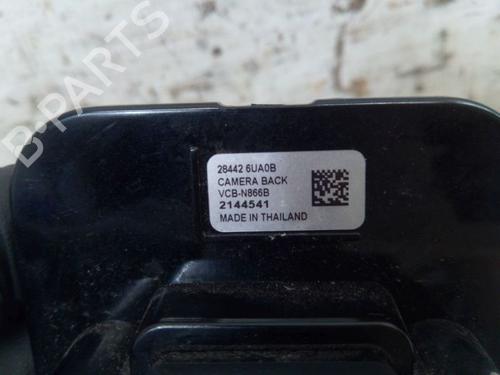 B-PARTS
28442 6UA0B
CAMERA BACK
VCB-N866B
2144541
MADE IN THAILAND